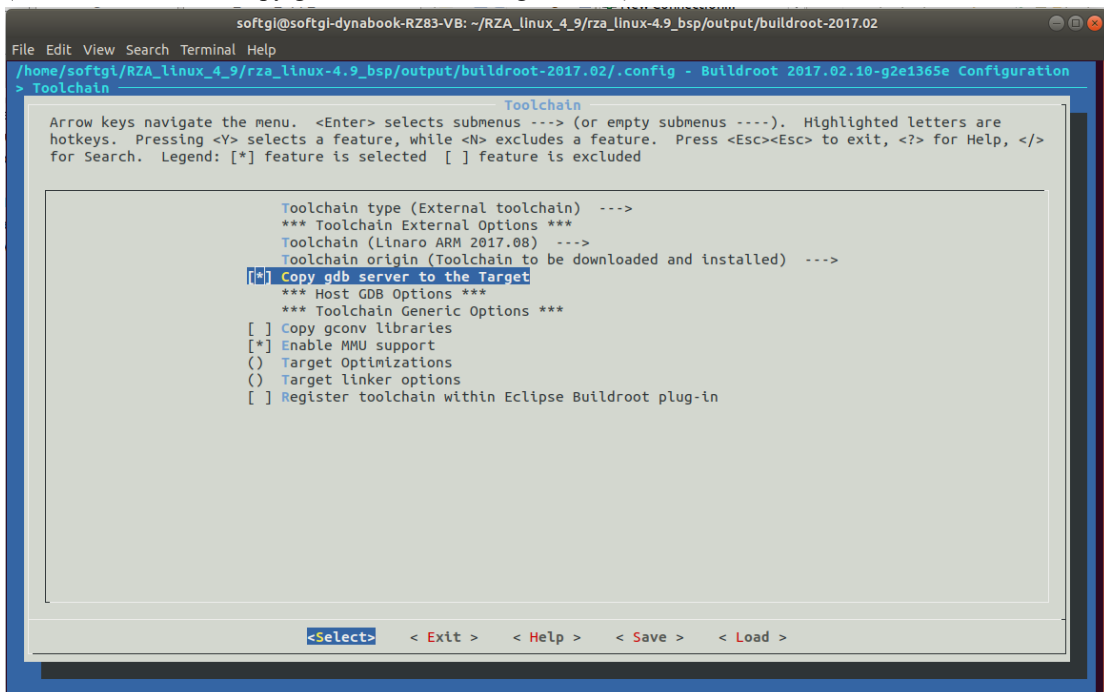 softgi@softgi-dynabook-RZ83-VB: ~/RZA_linux_4_9/rza_linux-4.9_bsp/output/buildroot-2017.02
File Edit View Search Terminal Help
/home/softgi/RZA_linux_4_9/rza_linux-4.9_bsp/output/buildroot-2017.02/.config - Buildroot 2017.02.10-g2e1365e Configuration
> Toolchain
Toolchain
Arrow keys navigate the menu.  <Enter> selects submenus ---> (or empty submenus ----).  Highlighted letters are
hotkeys.  Pressing <Y> selects a feature, while <N> excludes a feature.  Press <Esc><Esc> to exit, <?> for Help, </>
for Search.  Legend: [*] feature is selected  [ ] feature is excluded
Toolchain type (External toolchain)  --->
*** Toolchain External Options ***
Toolchain (Linaro ARM 2017.08)  --->
Toolchain origin (Toolchain to be downloaded and installed)  --->
[*] Copy gdb server to the Target
*** Host GDB Options ***
*** Toolchain Generic Options ***
[ ] Copy gconv libraries
[*] Enable MMU support
()  Target Optimizations
()  Target linker options
[ ] Register toolchain within Eclipse Buildroot plug-in
<Select>    < Exit >    < Help >    < Save >    < Load >